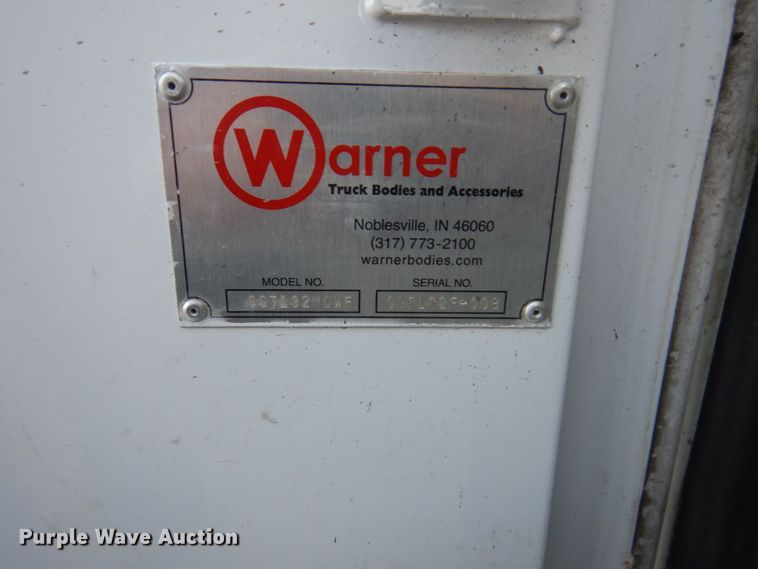 Warner
Truck Bodies and Accessories
Noblesville, IN 46060
(317) 773-2100
warnerbodies.com
MODEL NO.
SERIAL NO.
Purple Wave Auction